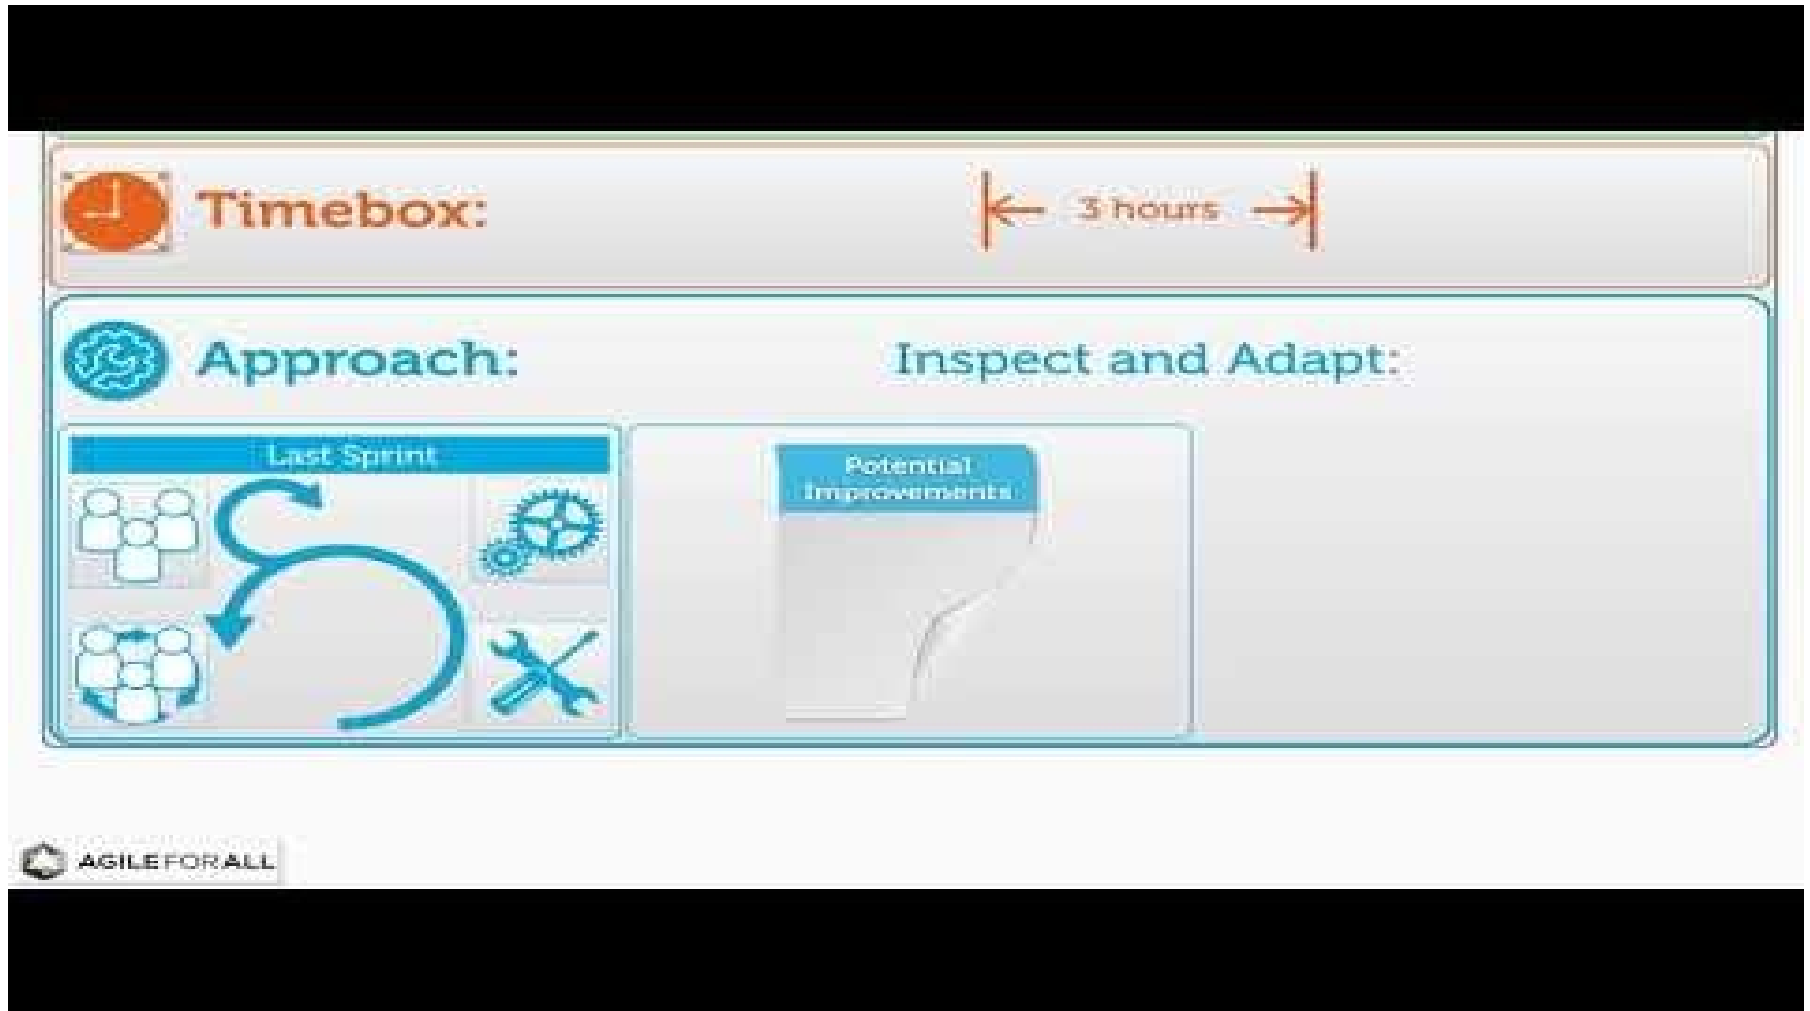 Timebox:
3 hours
Approach:
Inspect and Adapt:
Last Sprint
Potential
Improvements
AGILEFORALL